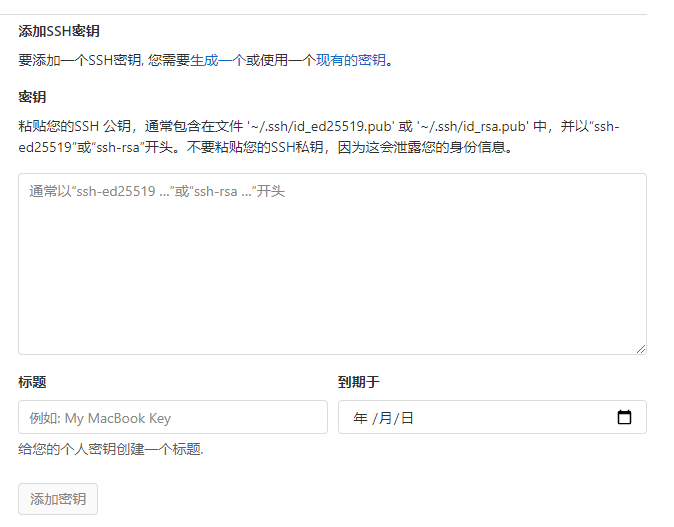 添加SSH密钥
要添加一个SSH密钥, 您需要生成一个或使用一个现有的密钥。
密钥
粘贴您的SSH 公钥，通常包含在文件 '~/.ssh/id_ed25519.pub' 或 '~/.ssh/id_rsa.pub' 中，并以“ssh-
ed25519”或“ssh-rsa”开头。不要粘贴您的SSH私钥，因为这会泄露您的身份信息。
通常以“ssh-ed25519 ...”或“ssh-rsa ...”开头
标题 到期于
例如: My MacBook Key 年 /月/日
给您的个人密钥创建一个标题.
添加密钥